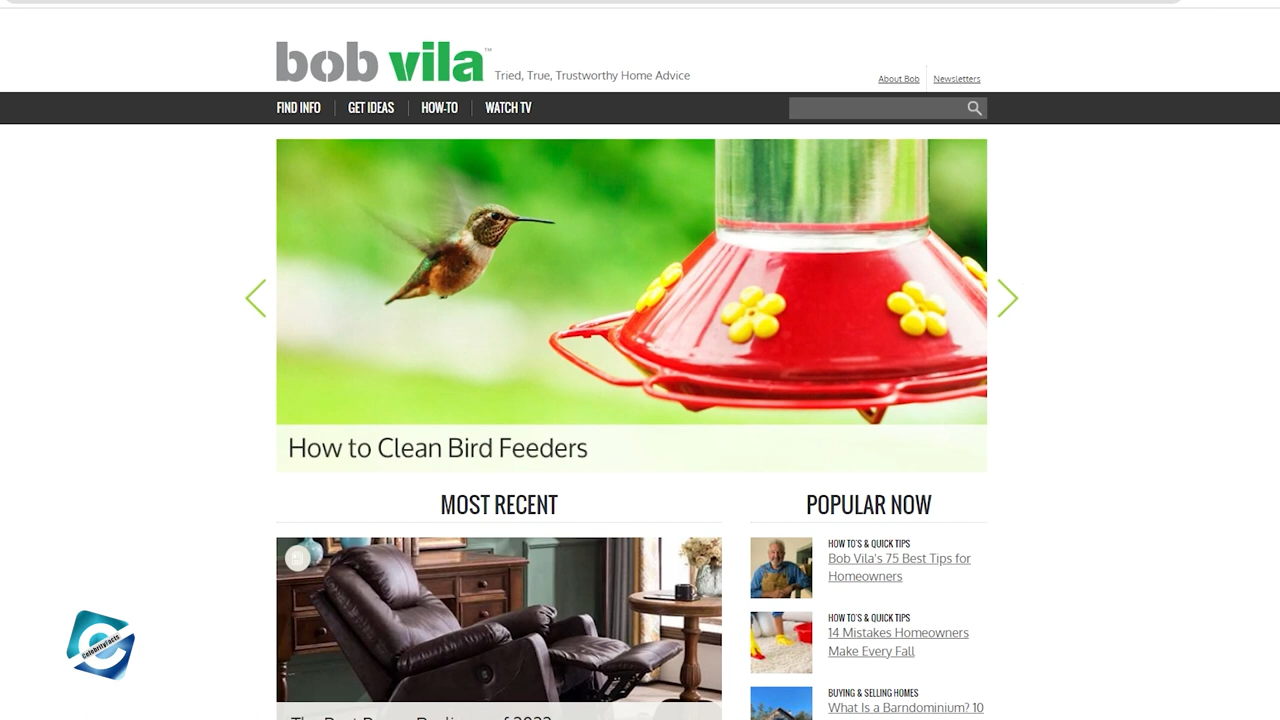 bob vila™
Tried, True, Trustworthy Home Advice
About Bob
Newsletters
FIND INFO
GET IDEAS
HOW-TO
WATCH TV
How to Clean Bird Feeders
MOST RECENT
POPULAR NOW
HOW TO'S & QUICK TIPS
Bob Vila's 75 Best Tips for
Homeowners
HOW TO'S & QUICK TIPS
14 Mistakes Homeowners
Make Every Fall
BUYING & SELLING HOMES
What Is a Barndominium? 10
CelebrityFacts